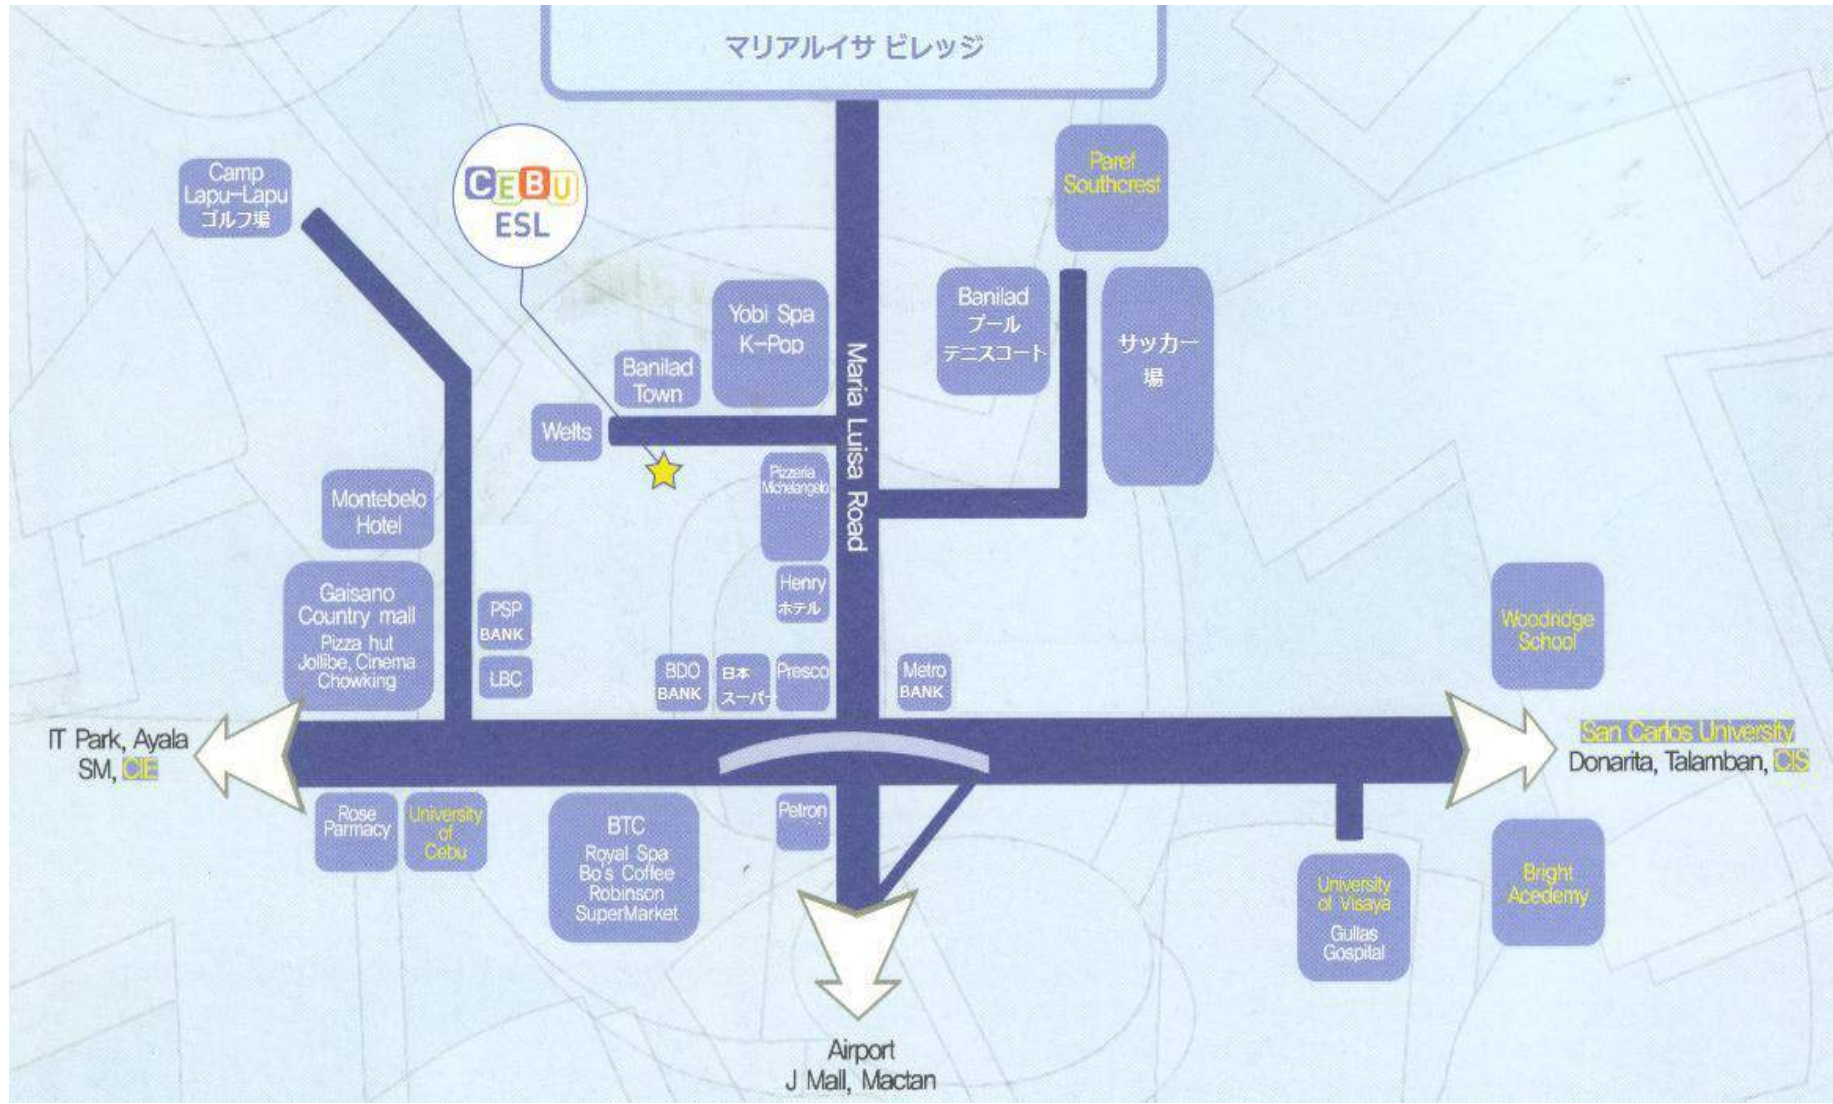 マリアルイサ ビレッジ
Camp
Lapu-Lapu
ゴルフ場
CEBU
ESL
Paref
Southcrest
Yobi Spa
K-Pop
Banilad
プール
テニスコート
サッカー
場
Banilad
Town
Welts
Maria Luisa Road
Pizzeria
Michelangelo
Montebelo
Hotel
Gaisano
Country mall
Pizza hut
Jollibe, Cinema
Chowking
PSP
BANK
LBC
Henry
ホテル
BDO
BANK
日本
スーパー
Presco
Metro
BANK
Woodridge
School
IT Park, Ayala
SM, CIE
San Carlos University
Donarita, Talamban, CIS
Rose
Parmacy
University
of
Cebu
BTC
Royal Spa
Bo's Coffee
Robinson
SuperMarket
Petron
University
of Visaya
Gullas
Gospital
Bright
Acedemy
Airport
J Mall, Mactan